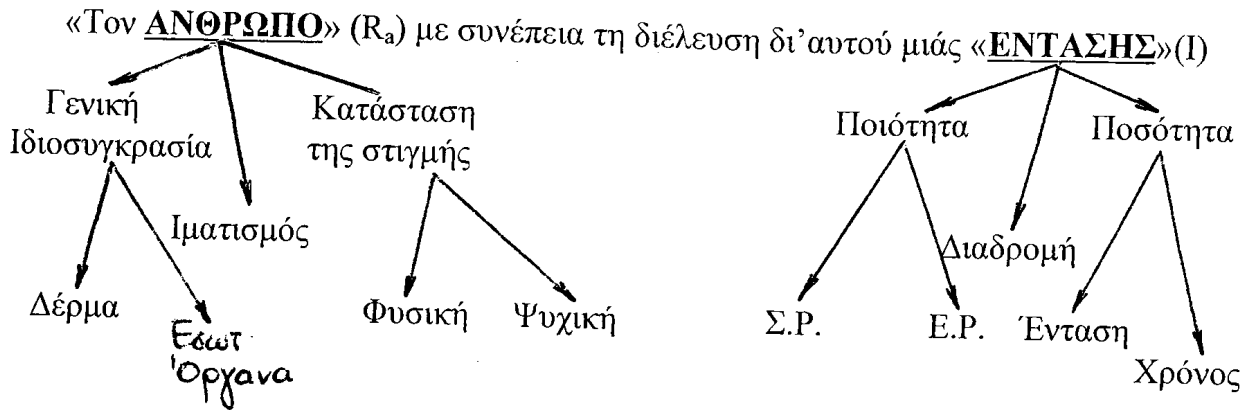 «Τον ΑΝΘΡΩΠΟ» (Rₐ) με συνέπεια τη διέλευση δι’αυτού μιάς «ΕΝΤΑΣΗΣ»(Ι)
Γενική
Ιδιοσυγκρασία
Κατάσταση
της στιγμής
Ποιότητα
Ποσότητα
Ιματισμός
Διαδρομή
Δέρμα
Εσωτ
Όργανα
Φυσική
Ψυχική
Σ.Ρ.
Ε.Ρ.
Ένταση
Χρόνος